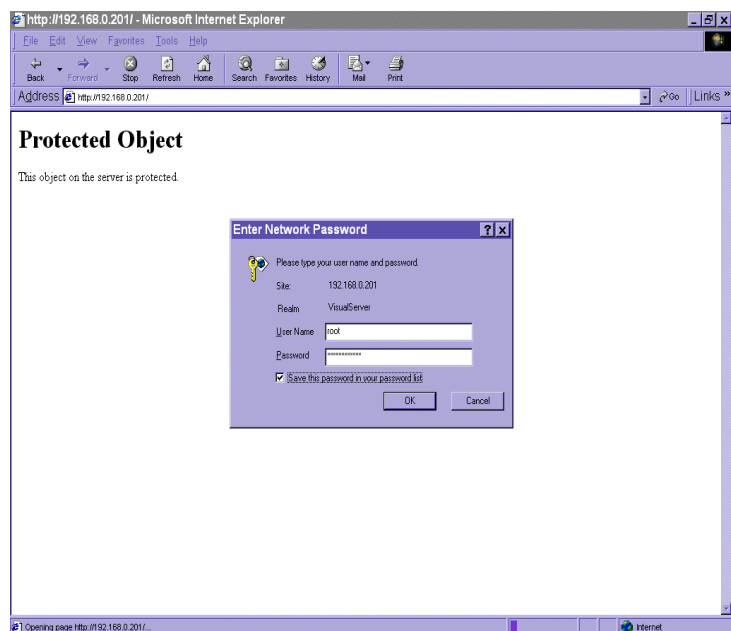 http://192.168.0.201/ - Microsoft Internet Explorer
File Edit View Favorites Tools Help
Back Forward Stop Refresh Home Search Favorites History Mail Print
Address http://192.168.0.201/ Go Links »
Protected Object
This object on the server is protected.
Enter Network Password
Please type your user name and password.
Site: 192.168.0.201
Realm VisualServer
User Name root
Password ***********
Save this password in your password list
OK Cancel
Opening page http://192.168.0.201/... Internet